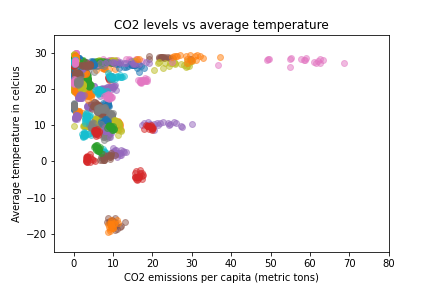 CO2 levels vs average temperature
Average temperature in celcius
30
20
10
0
−10
−20
0 10 20 30 40 50 60 70 80
CO2 emissions per capita (metric tons)